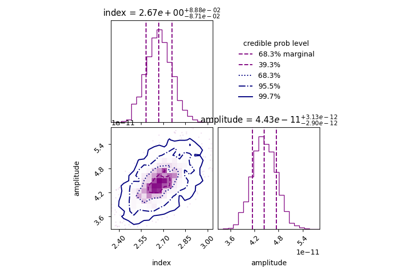 index = 2.67e+00 +8.88e-02 -8.71e-02
credible prob level
68.3% marginal
39.3%
68.3%
95.5%
99.7%
1e-11
amplitude = 4.43e-11 +3.13e-12 -2.90e-12
5.4
4.8
4.2
3.6
amplitude
2.40 2.55 2.70 2.85 3.00
index
3.6 4.2 4.8 5.4
1e-11
amplitude